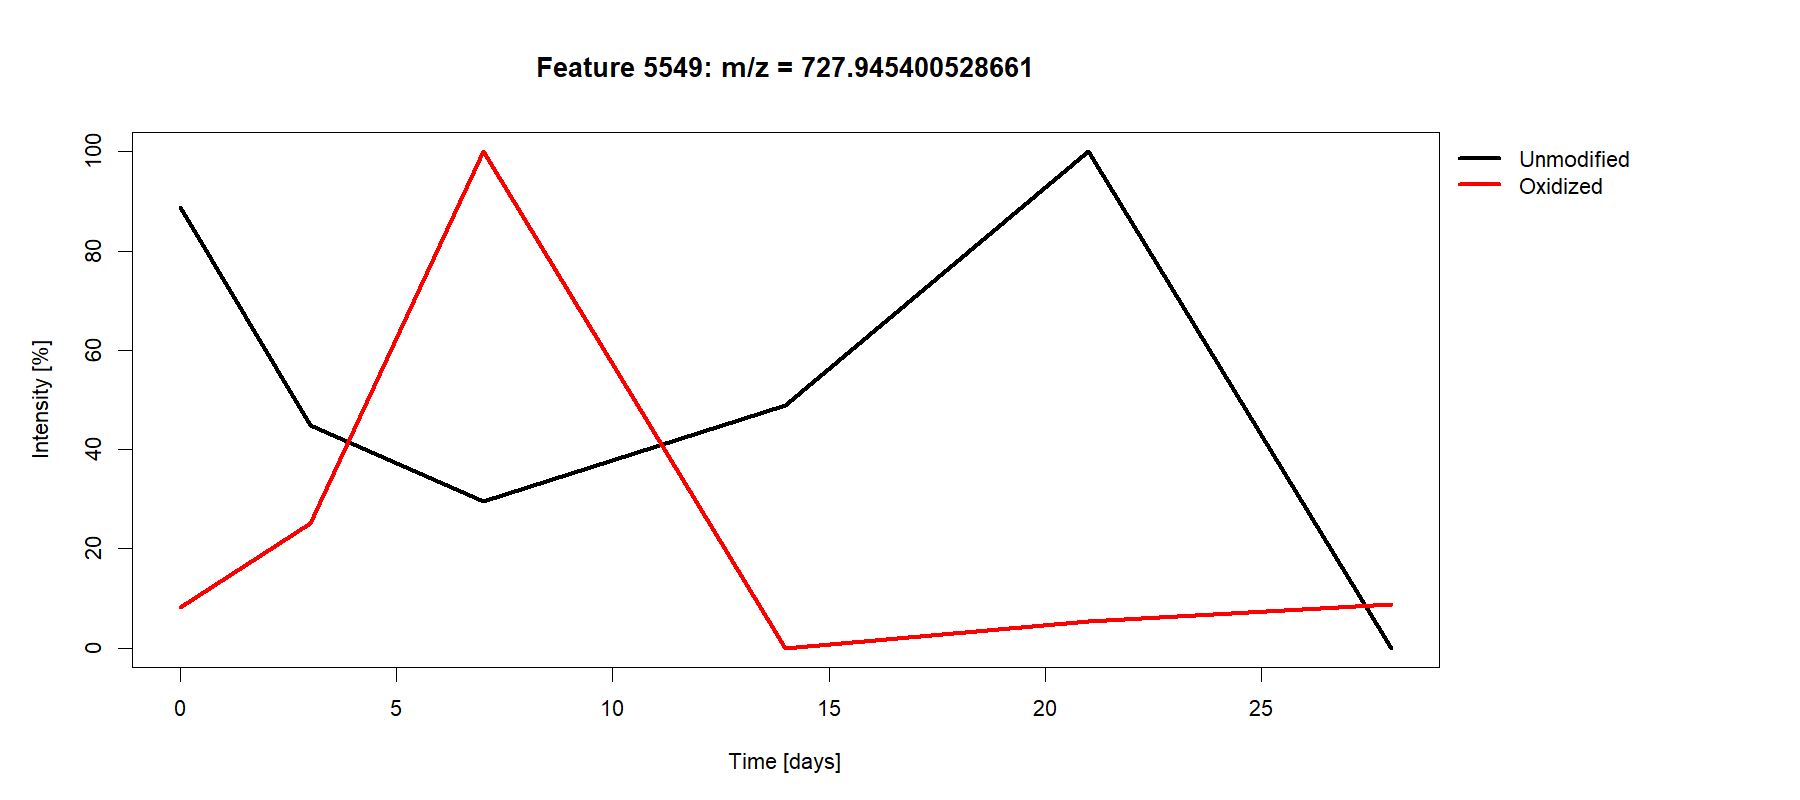 Feature 5549: m/z = 727.945400528661
Unmodified
Oxidized
Intensity [%]
100
80
60
40
20
0
0 5 10 15 20 25
Time [days]